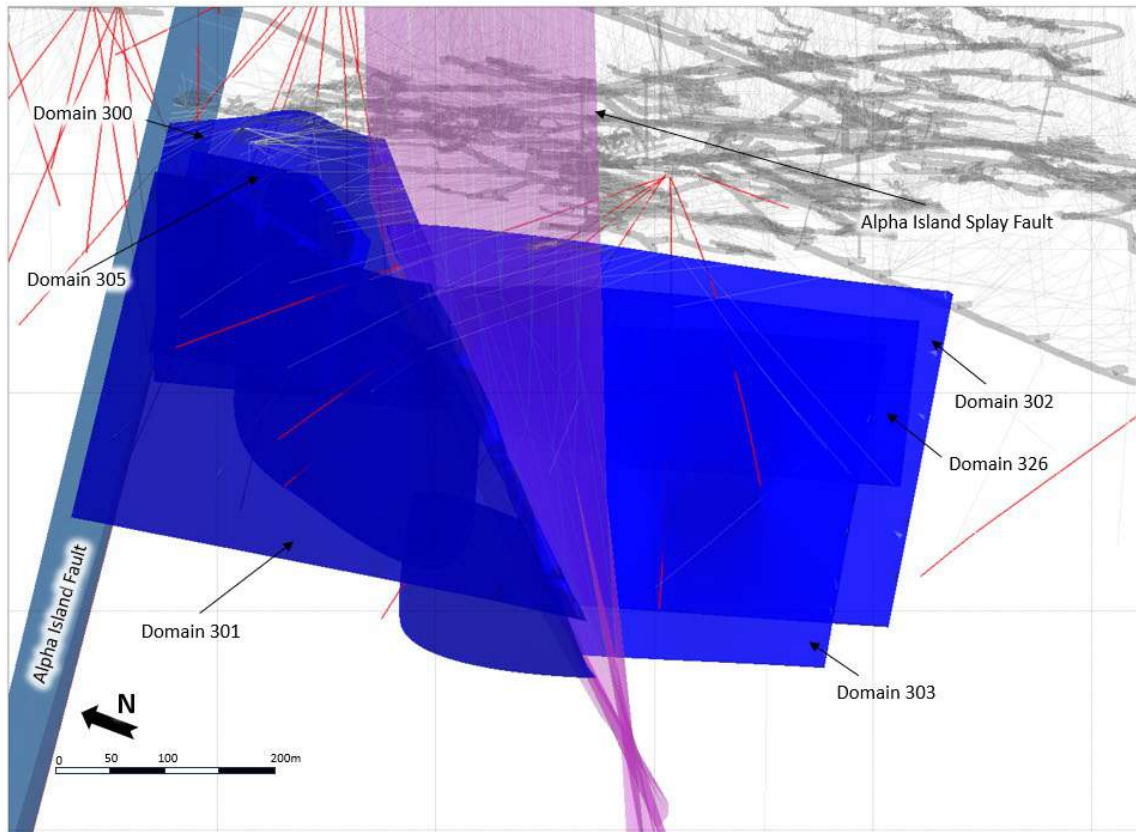 Domain 300
Alpha Island Splay Fault
Domain 305
Domain 302
Domain 326
Domain 301
Domain 303
Alpha Island Fault
N
0 50 100 200m